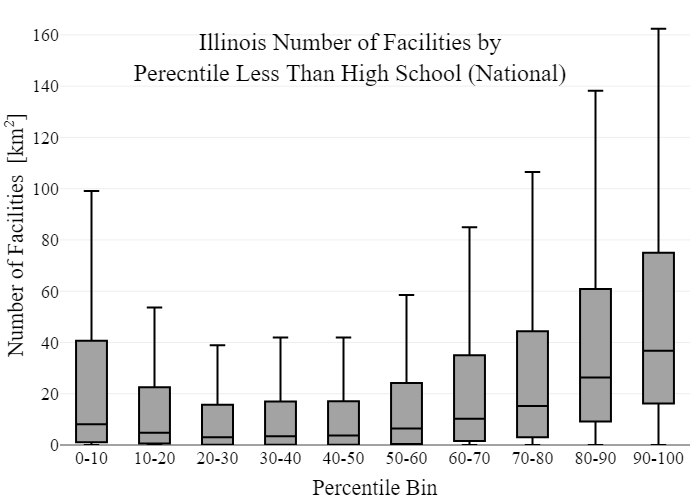 Illinois Number of Facilities by
Perecntile Less Than High School (National)
Number of Facilities [km²]
160
140
120
100
80
60
40
20
0
0-10 10-20 20-30 30-40 40-50 50-60 60-70 70-80 80-90 90-100
Percentile Bin